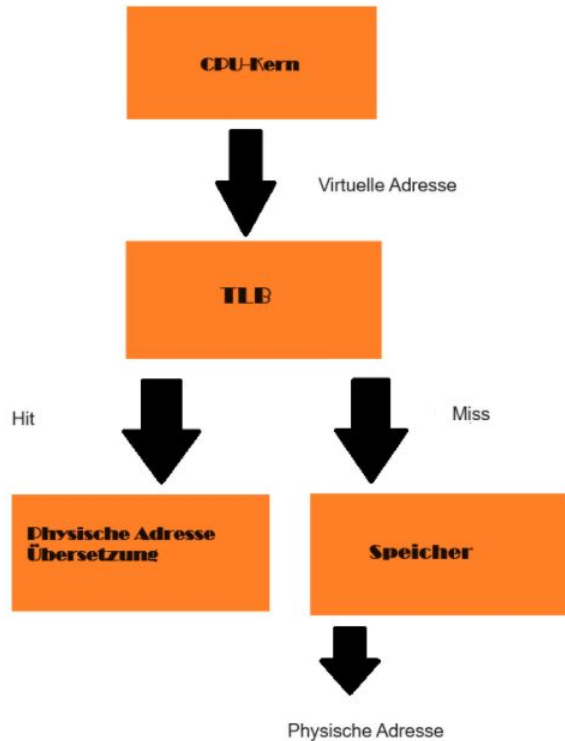 CPU-Kern
Virtuelle Adresse
TLB
Hit
Miss
Physische Adresse
Übersetzung
Speicher
Physische Adresse